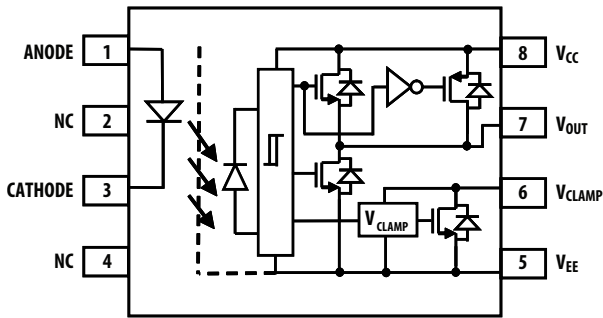 ANODE 1
NC 2
CATHODE 3
NC 4
8 VCC
7 VOUT
6 VCLAMP
5 VEE
VCLAMP